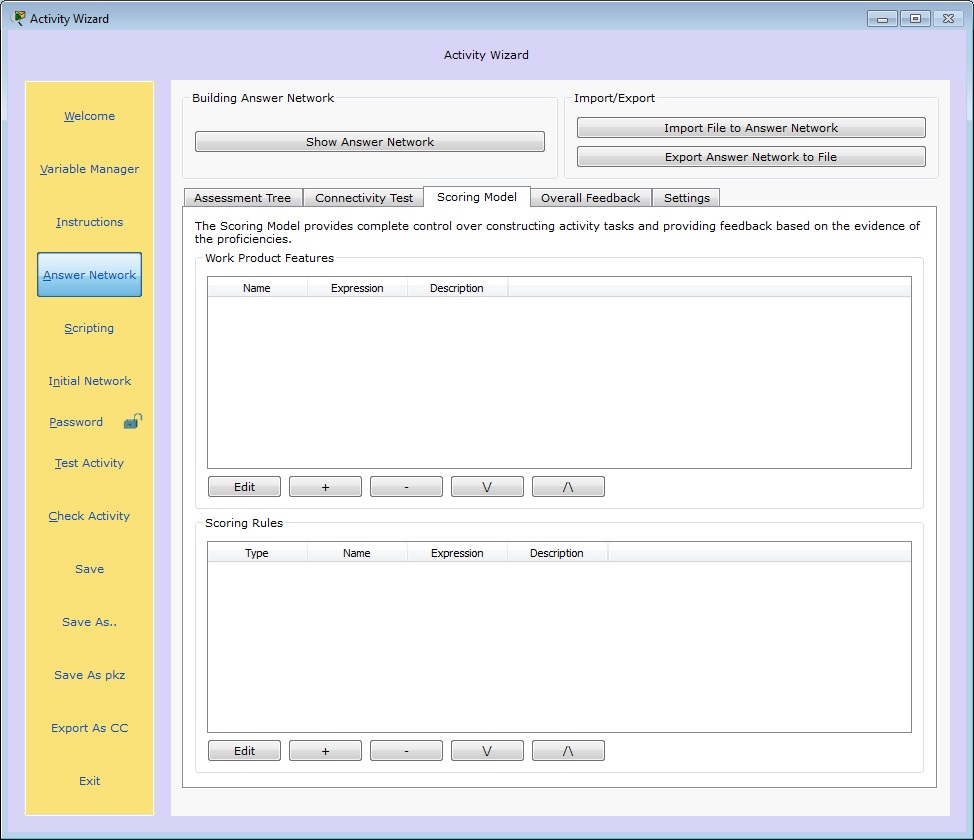 Activity Wizard
Activity Wizard
Welcome
Variable Manager
Instructions
Answer Network
Scripting
Initial Network
Password
Test Activity
Check Activity
Save
Save As..
Save As pkz
Export As CC
Exit
Building Answer Network
Show Answer Network
Import/Export
Import File to Answer Network
Export Answer Network to File
Assessment Tree Connectivity Test Scoring Model Overall Feedback Settings
The Scoring Model provides complete control over constructing activity tasks and providing feedback based on the evidence of
the proficiencies.
Work Product Features
Name Expression Description
Edit + - \/ /\
Scoring Rules
Type Name Expression Description
Edit + - \/ /\